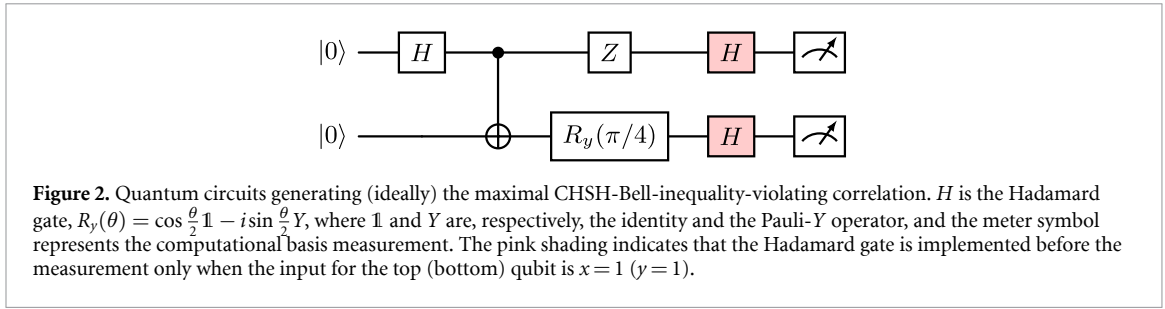 |0⟩ H Z H
|0⟩ R_y(π/4) H
Figure 2. Quantum circuits generating (ideally) the maximal CHSH-Bell-inequality-violating correlation. H is the Hadamard
gate, R_y(θ) = cos θ/2 𝟙 − i sin θ/2 Y, where 𝟙 and Y are, respectively, the identity and the Pauli-Y operator, and the meter symbol
represents the computational basis measurement. The pink shading indicates that the Hadamard gate is implemented before the
measurement only when the input for the top (bottom) qubit is x = 1 (y = 1).